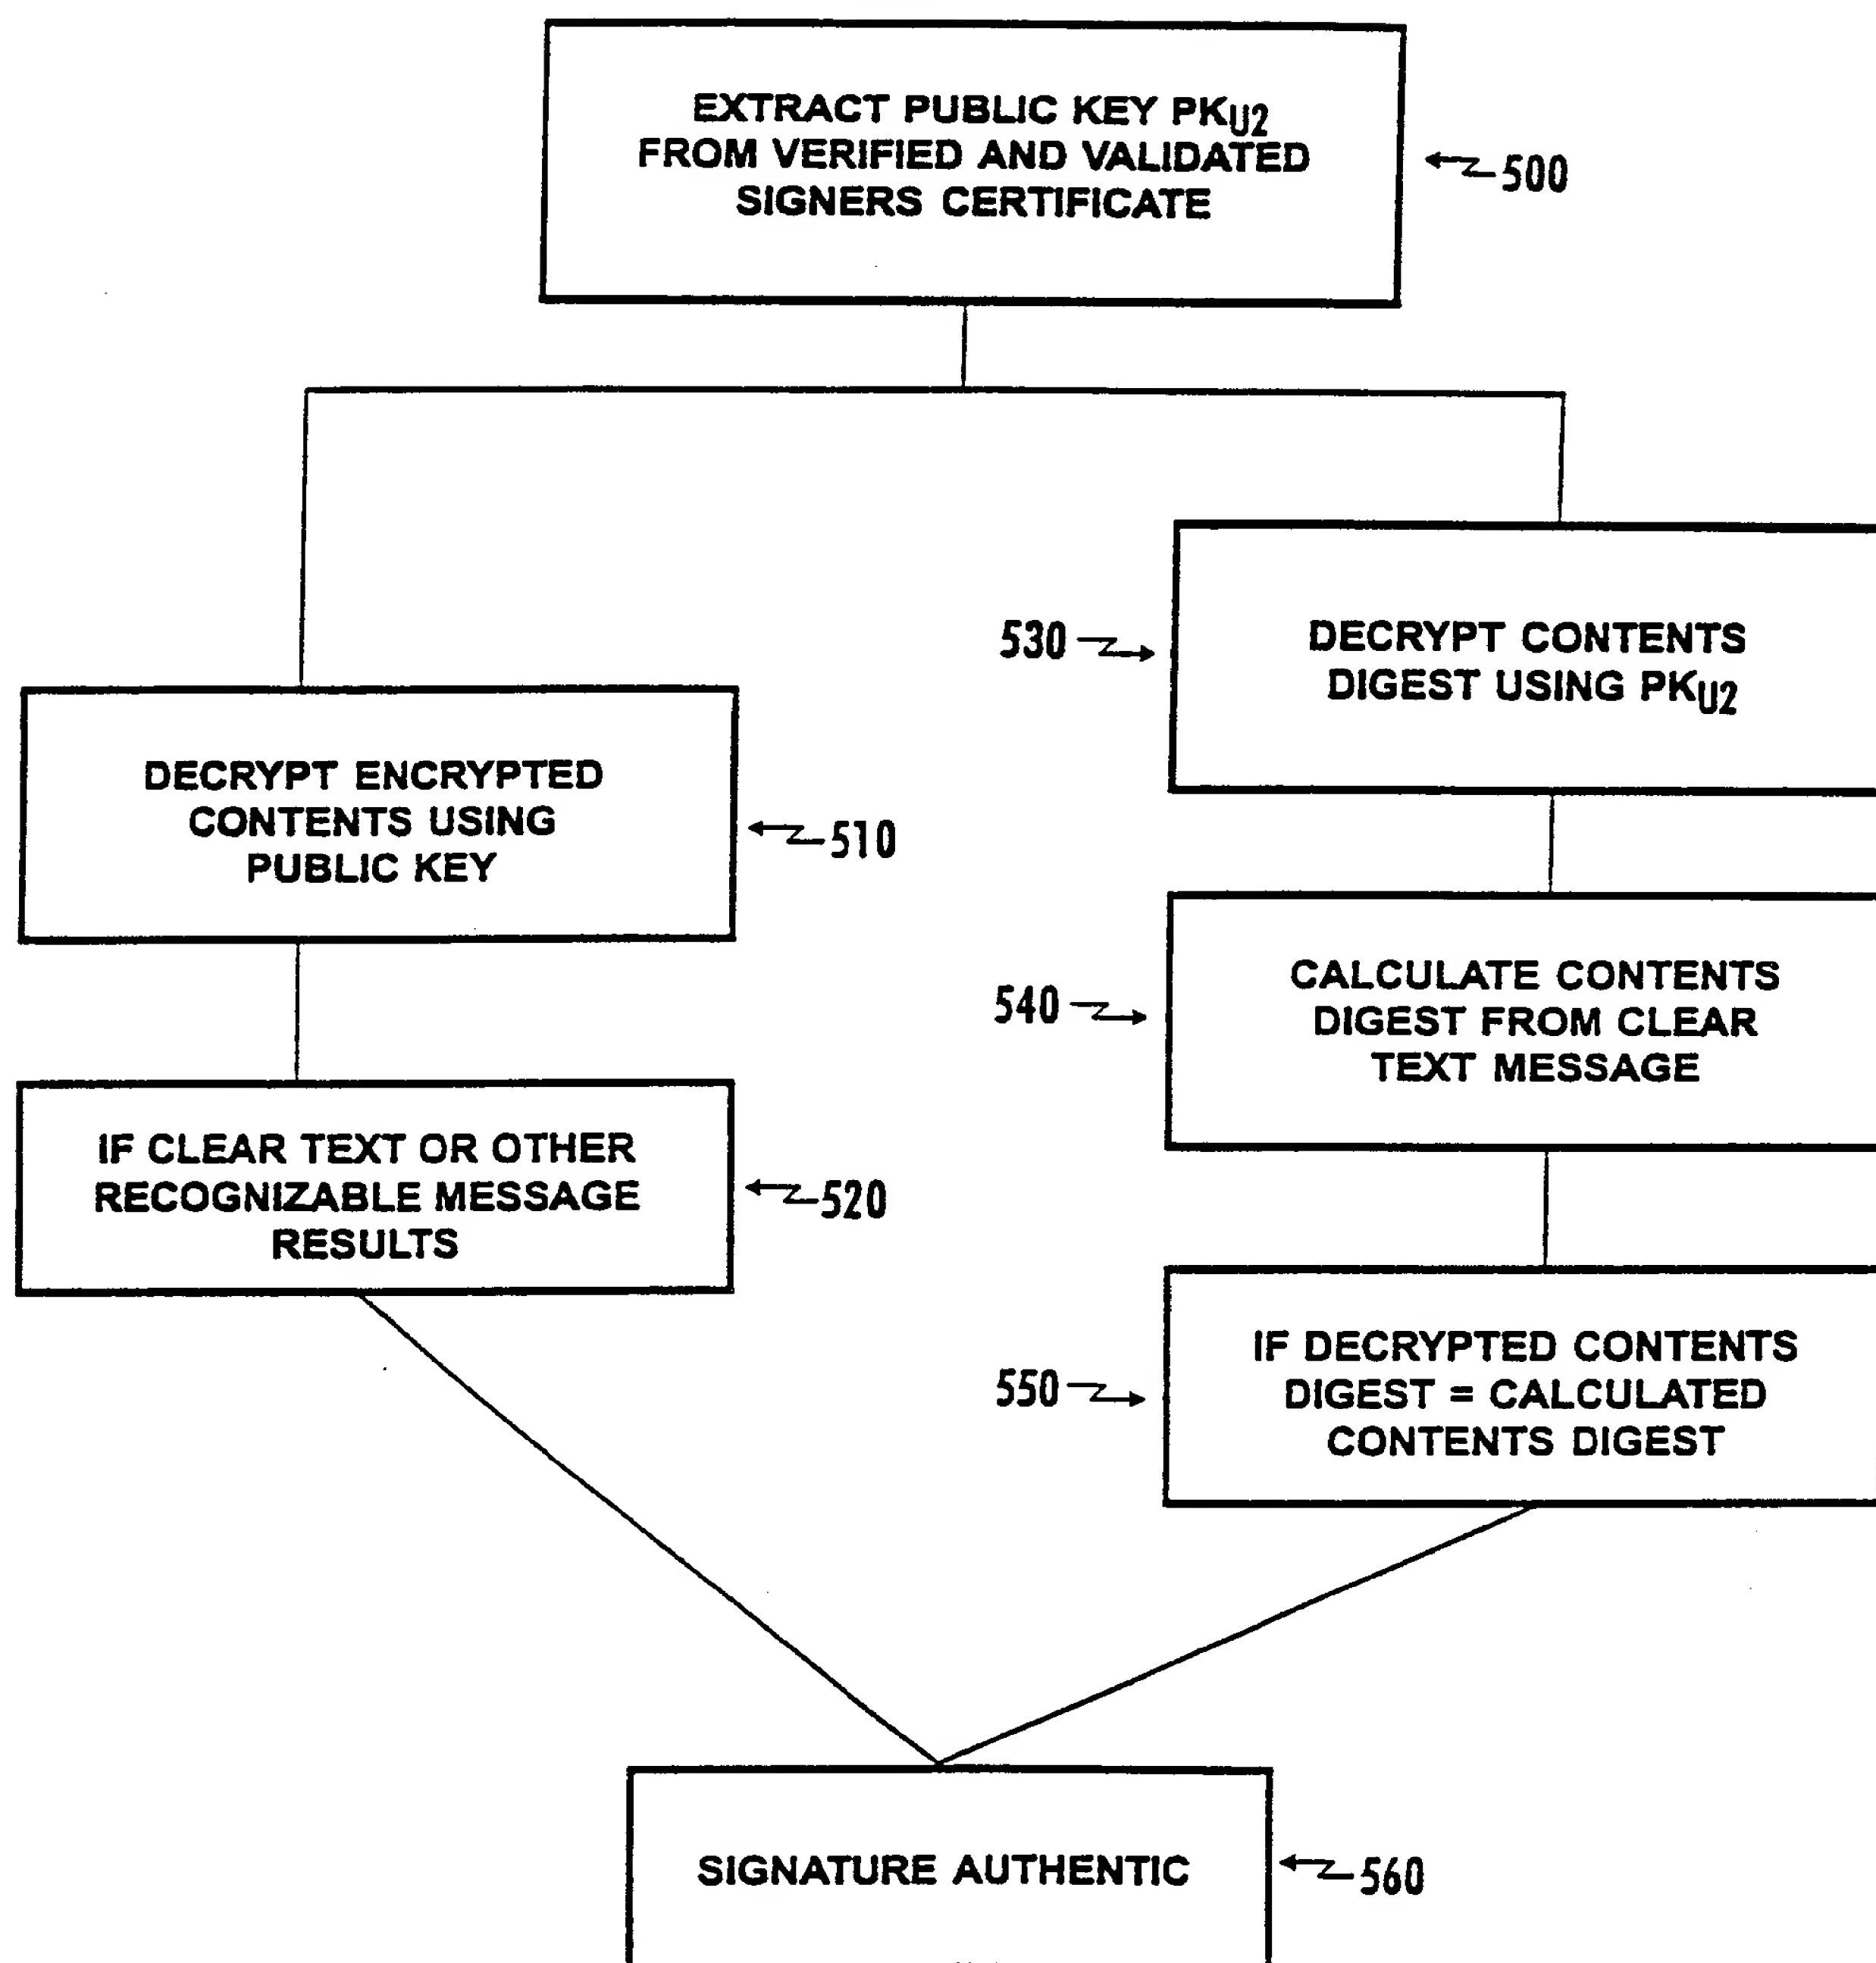 EXTRACT PUBLIC KEY PKU2
FROM VERIFIED AND VALIDATED
SIGNERS CERTIFICATE
500
530
DECRYPT CONTENTS
DIGEST USING PKU2
DECRYPT ENCRYPTED
CONTENTS USING
PUBLIC KEY
510
540
CALCULATE CONTENTS
DIGEST FROM CLEAR
TEXT MESSAGE
IF CLEAR TEXT OR OTHER
RECOGNIZABLE MESSAGE
RESULTS
520
550
IF DECRYPTED CONTENTS
DIGEST = CALCULATED
CONTENTS DIGEST
SIGNATURE AUTHENTIC
560